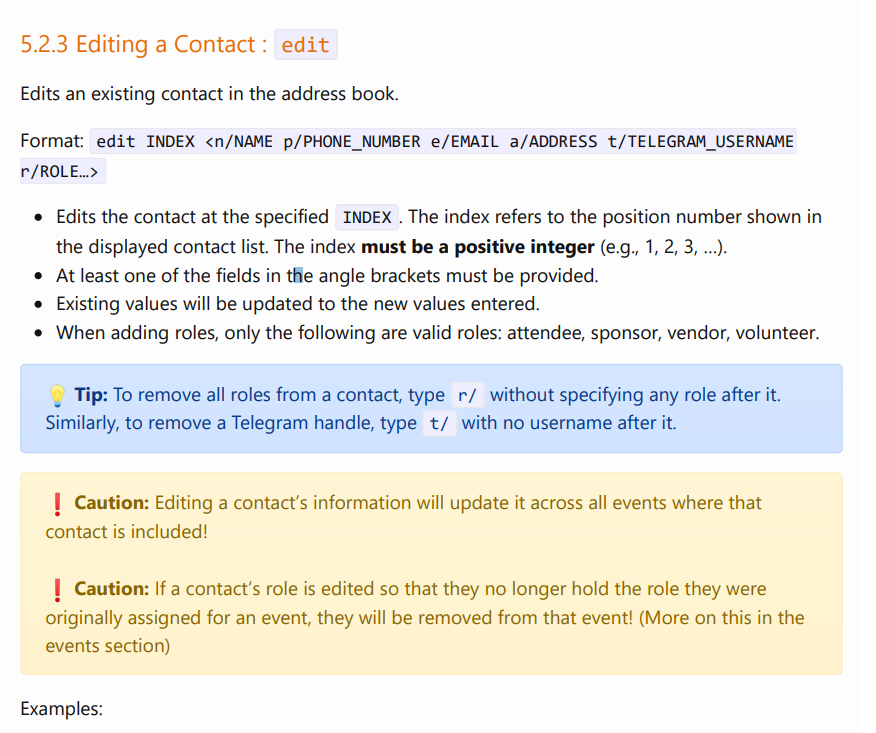 5.2.3 Editing a Contact : edit
Edits an existing contact in the address book.
Format: edit INDEX <n/NAME p/PHONE_NUMBER e/EMAIL a/ADDRESS t/TELEGRAM_USERNAME
r/ROLE…>
• Edits the contact at the specified INDEX. The index refers to the position number shown in
the displayed contact list. The index must be a positive integer (e.g., 1, 2, 3, …).
• At least one of the fields in the angle brackets must be provided.
• Existing values will be updated to the new values entered.
• When adding roles, only the following are valid roles: attendee, sponsor, vendor, volunteer.
💡 Tip: To remove all roles from a contact, type r/ without specifying any role after it.
Similarly, to remove a Telegram handle, type t/ with no username after it.
❗ Caution: Editing a contact’s information will update it across all events where that
contact is included!
❗ Caution: If a contact’s role is edited so that they no longer hold the role they were
originally assigned for an event, they will be removed from that event! (More on this in the
events section)
Examples: